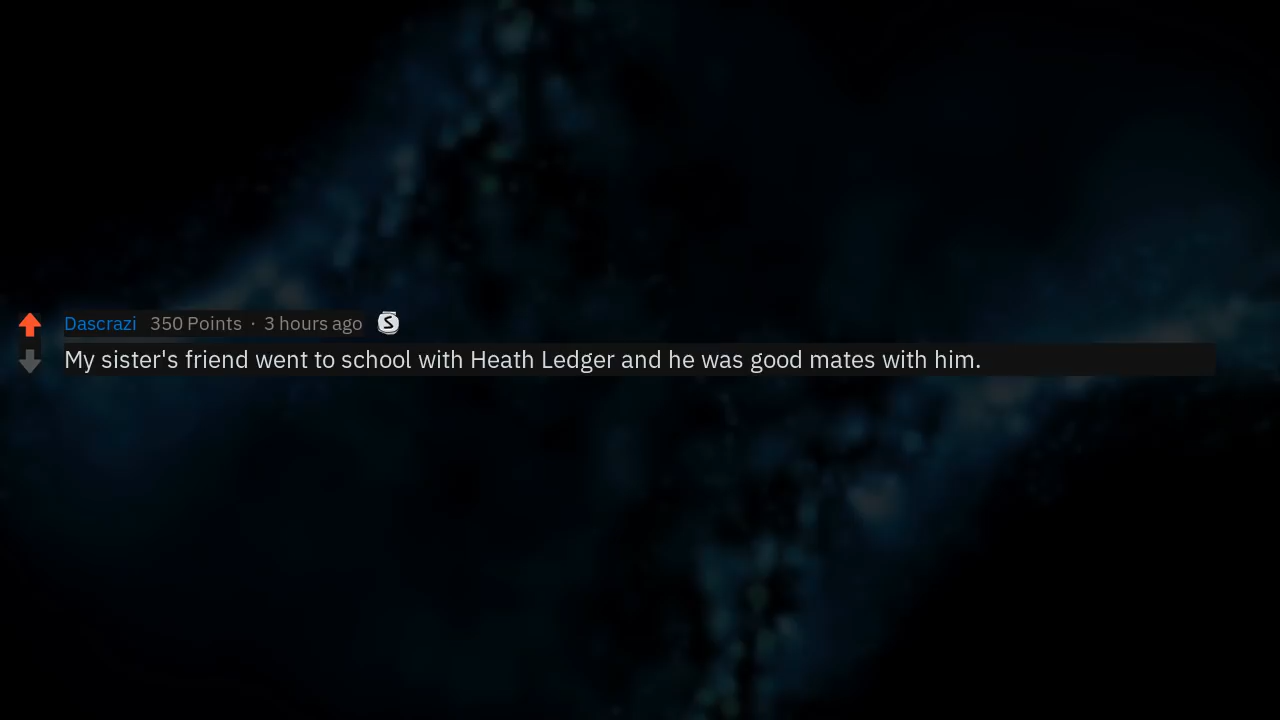 Dascrazi 350 Points · 3 hours ago S
My sister's friend went to school with Heath Ledger and he was good mates with him.